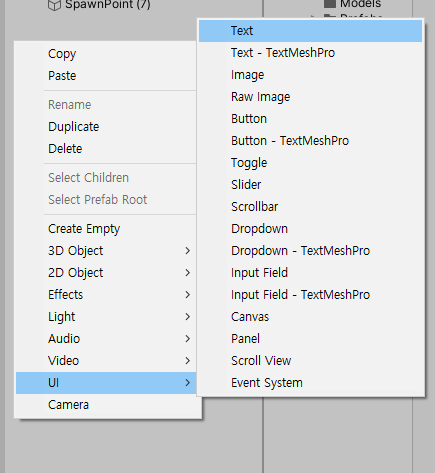 SpawnPoint (7)
Models
Prefabs
Copy
Paste
Rename
Duplicate
Delete
Select Children
Select Prefab Root
Create Empty
3D Object
2D Object
Effects
Light
Audio
Video
UI
Camera
Text
Text - TextMeshPro
Image
Raw Image
Button
Button - TextMeshPro
Toggle
Slider
Scrollbar
Dropdown
Dropdown - TextMeshPro
Input Field
Input Field - TextMeshPro
Canvas
Panel
Scroll View
Event System